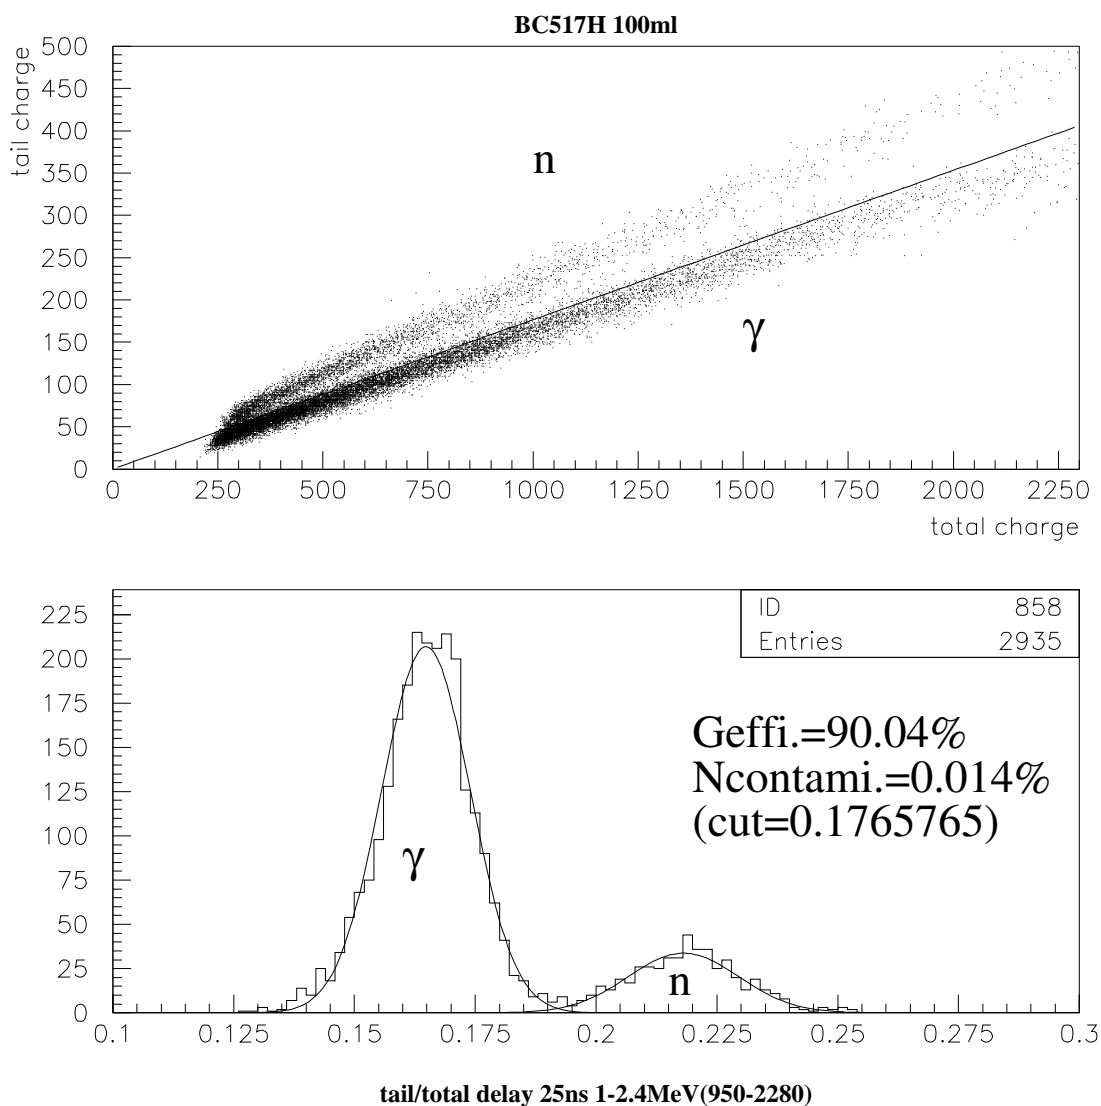 BC517H 100ml
tail charge
500
450
400
350
300
250
200
150
100
50
0
n
γ
0 250 500 750 1000 1250 1500 1750 2000 2250
total charge
ID 858
Entries 2935
225
200
175
150
125
100
75
50
25
0
Geffi.=90.04%
Ncontami.=0.014%
(cut=0.1765765)
γ
n
0.1 0.125 0.15 0.175 0.2 0.225 0.25 0.275 0.3
tail/total delay 25ns 1-2.4MeV(950-2280)